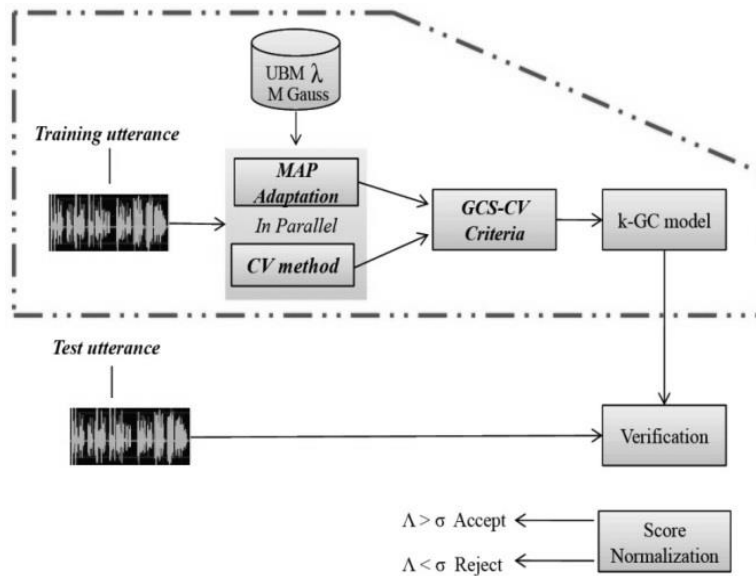 UBM λ
M Gauss
Training utterance
MAP
Adaptation
In Parallel
CV method
GCS-CV
Criteria
k-GC model
Test utterance
Verification
Λ > σ Accept
Λ < σ Reject
Score
Normalization